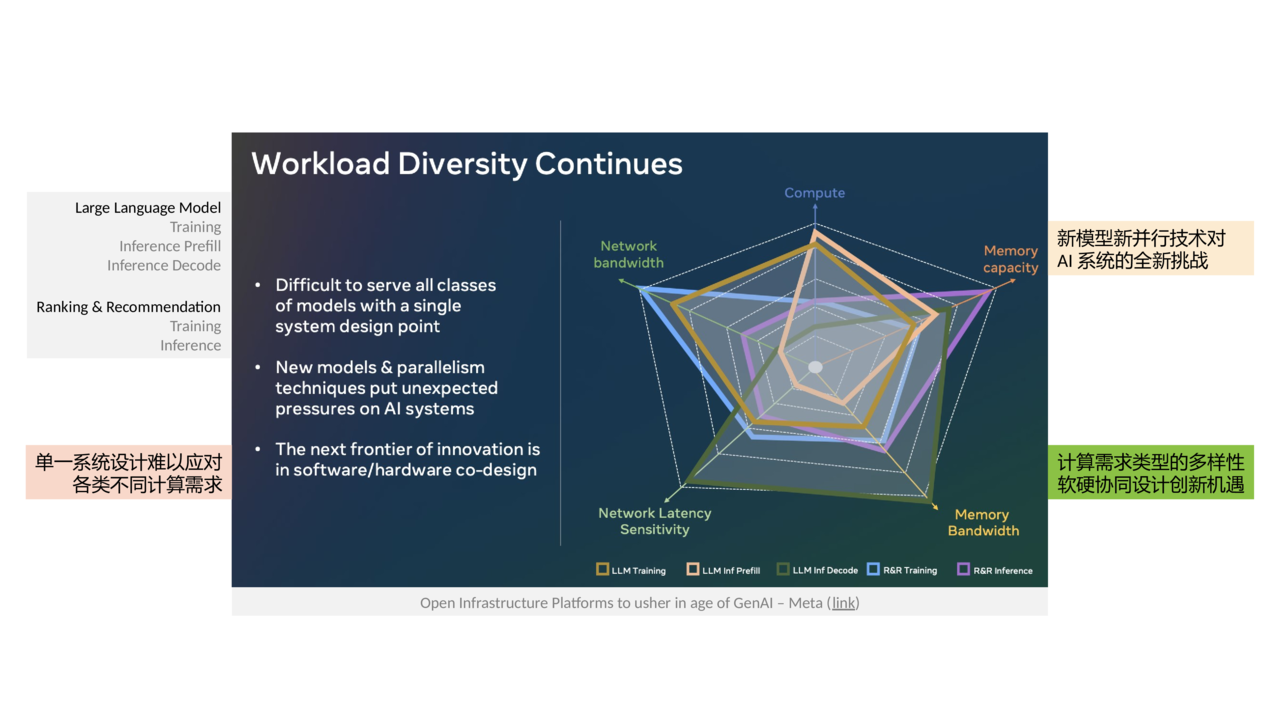 Workload Diversity Continues
Large Language Model
Training
Inference Prefill
Inference Decode
Ranking & Recommendation
Training
Inference
单一系统设计难以应对
各类不同计算需求
• Difficult to serve all classes
of models with a single
system design point
• New models & parallelism
techniques put unexpected
pressures on AI systems
• The next frontier of innovation is
in software/hardware co-design
Compute
Network
bandwidth
Memory
capacity
Network Latency
Sensitivity
Memory
Bandwidth
LLM Training
LLM Inf Prefill
LLM Inf Decode
R&R Training
R&R Inference
新模型新并行技术对
AI 系统的全新挑战
计算需求类型的多样性
软硬协同设计创新机遇
Open Infrastructure Platforms to usher in age of GenAI – Meta (link)